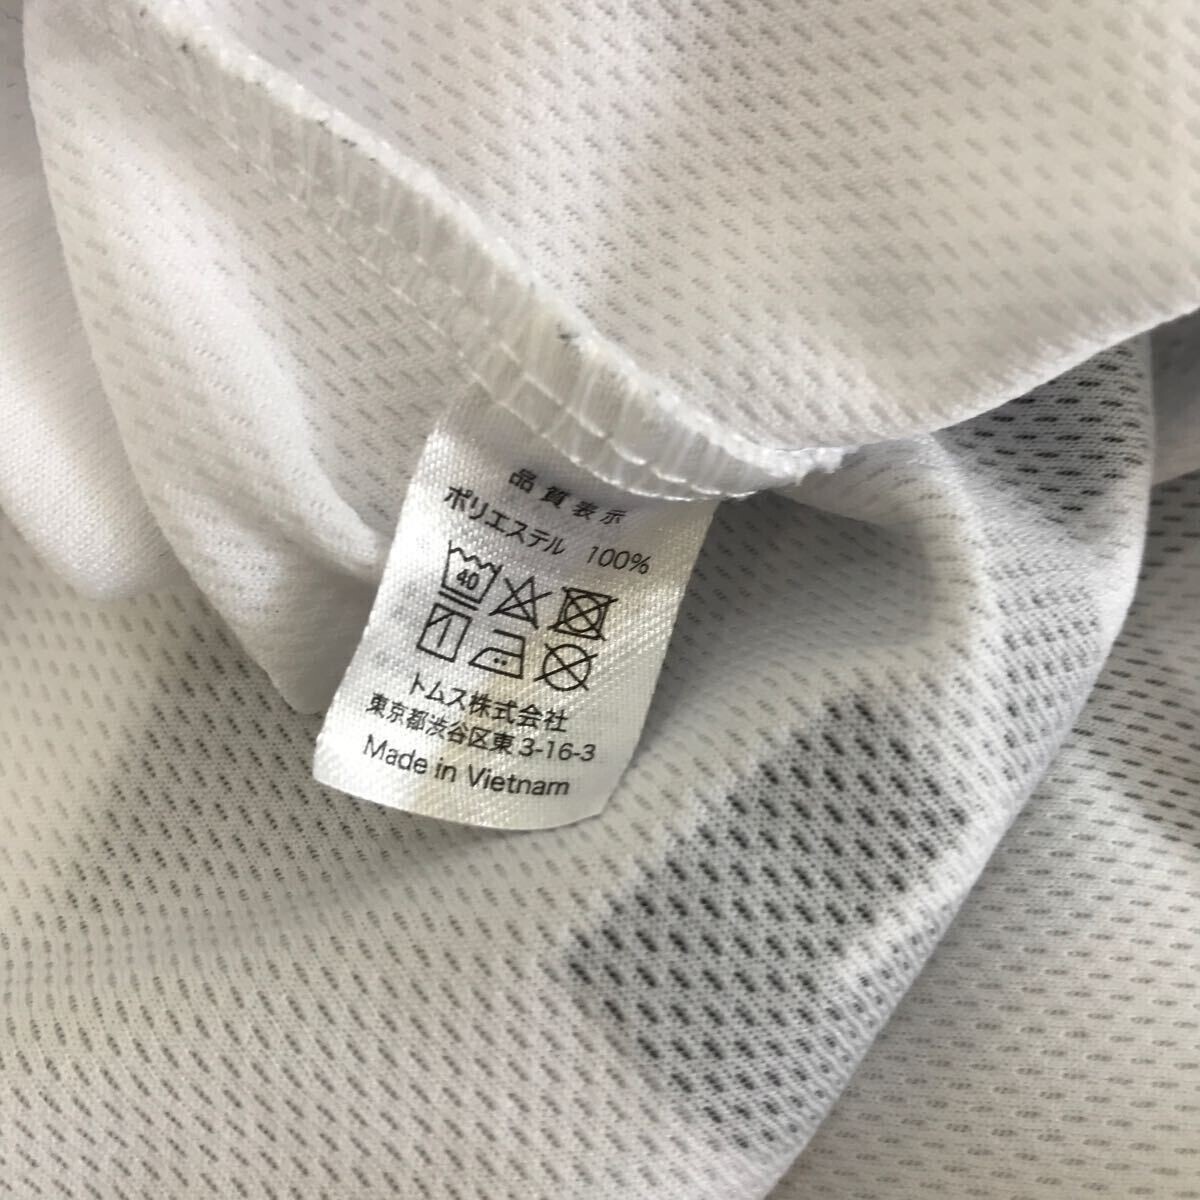 品質表示
ポリエステル 100%
40
トムス株式会社
東京都渋谷区東3-16-3
Made in Vietnam